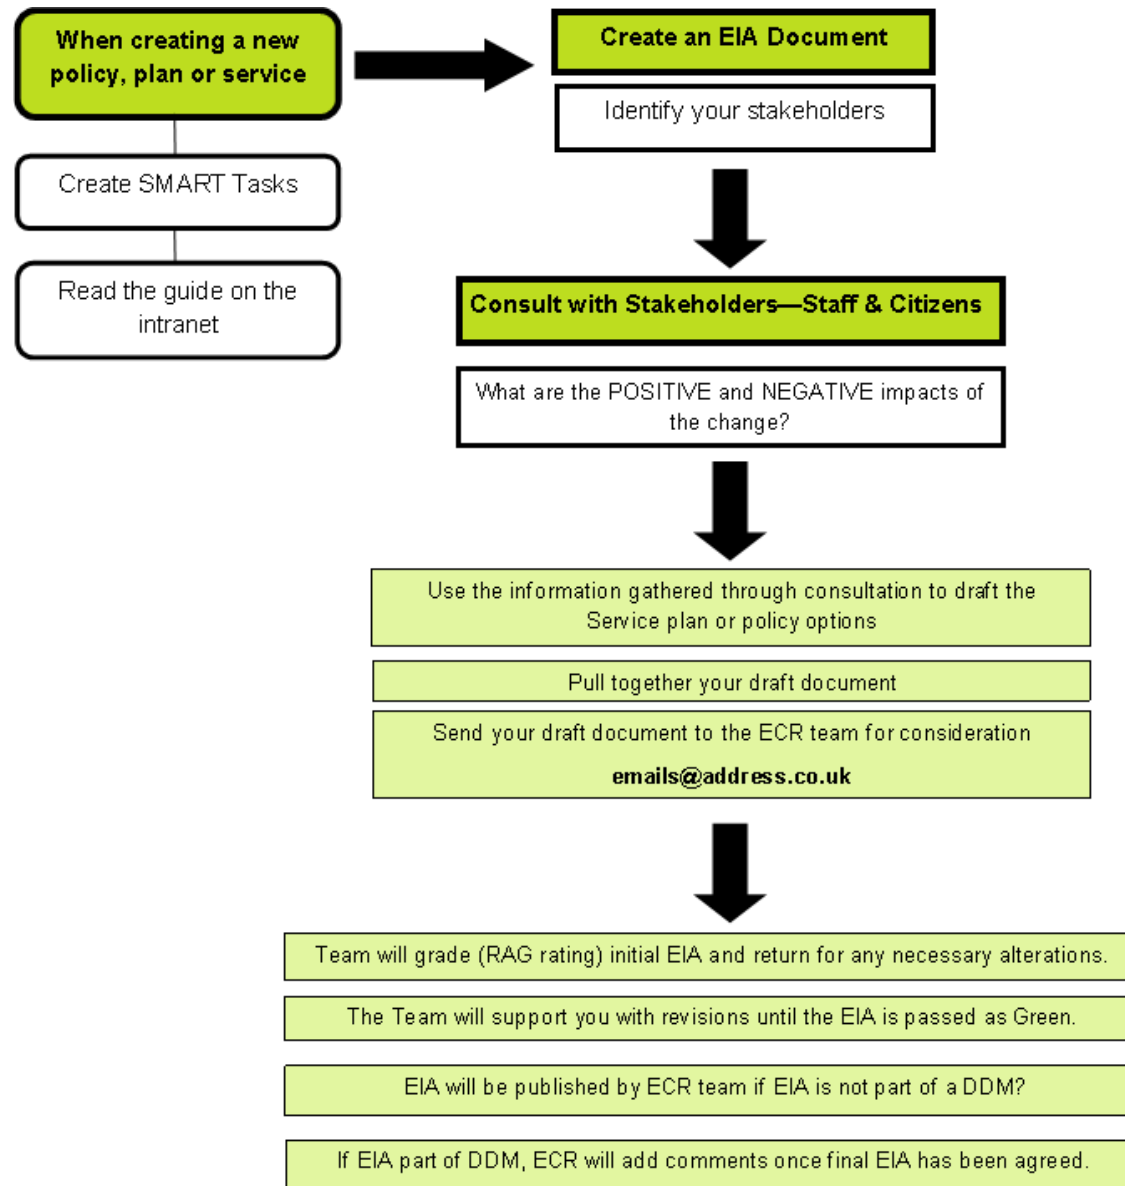 When creating a new
policy, plan or service
Create SMART Tasks
Read the guide on the
intranet
Create an EIA Document
Identify your stakeholders
Consult with Stakeholders—Staff & Citizens
What are the POSITIVE and NEGATIVE impacts of
the change?
Use the information gathered through consultation to draft the
Service plan or policy options
Pull together your draft document
Send your draft document to the ECR team for consideration
emails@address.co.uk
Team will grade (RAG rating) initial EIA and return for any necessary alterations.
The Team will support you with revisions until the EIA is passed as Green.
EIA will be published by ECR team if EIA is not part of a DDM?
If EIA part of DDM, ECR will add comments once final EIA has been agreed.